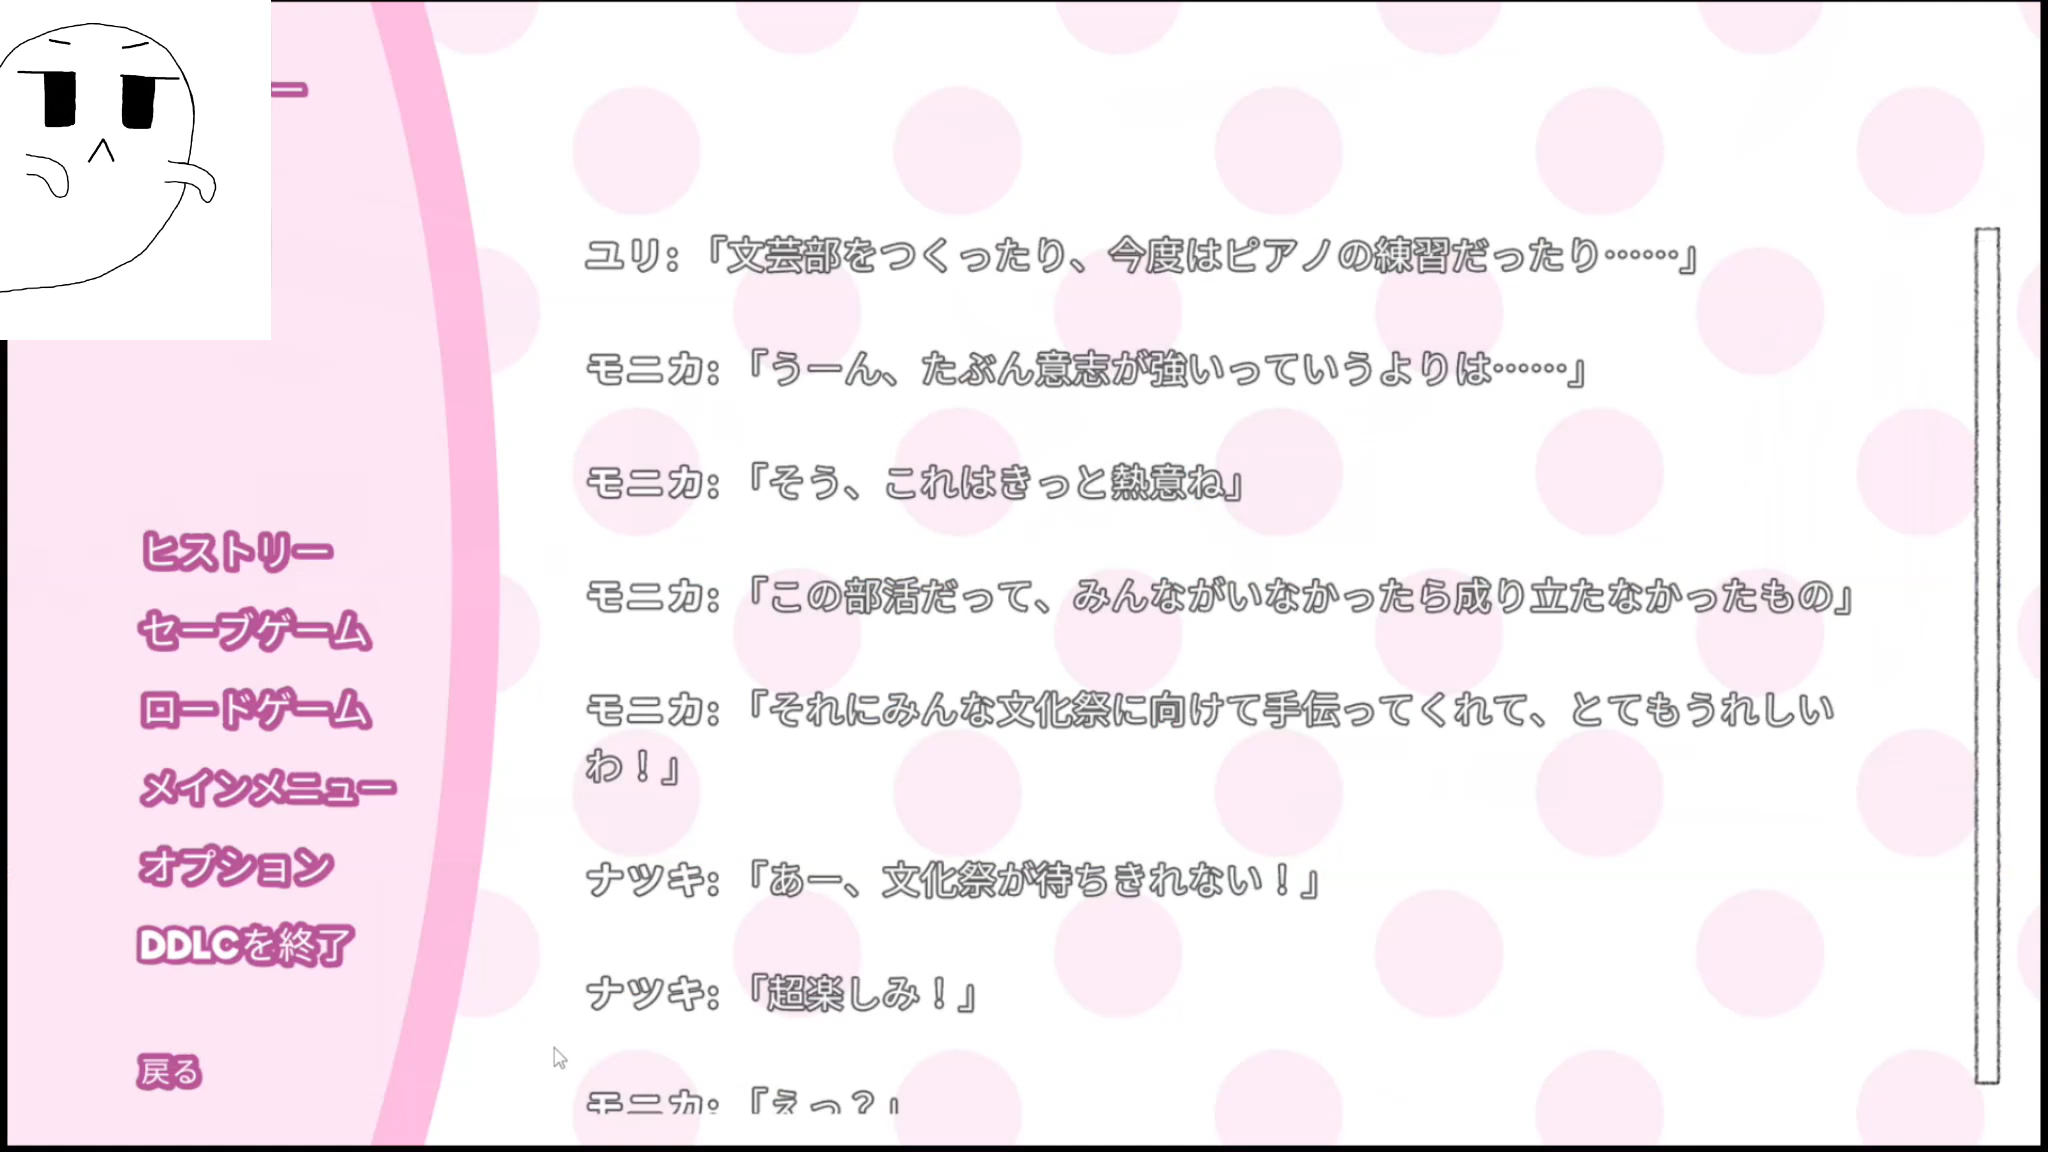 ユリ:「文芸部をつくったり、今度はピアノの練習だったり……」
モニカ:「うーん、たぶん意志が強いっていうよりは……」
モニカ:「そう、これはきっと熱意ね」
モニカ:「この部活だって、みんながいなかったら成り立たなかったもの」
モニカ:「それにみんな文化祭に向けて手伝ってくれて、とてもうれしい
わ！」
ナツキ:「あー、文化祭が待ちきれない！」
ナツキ:「超楽しみ！」
モニカ:「えっ？」
ヒストリー
セーブゲーム
ロードゲーム
メインメニュー
オプション
DDLCを終了
戻る